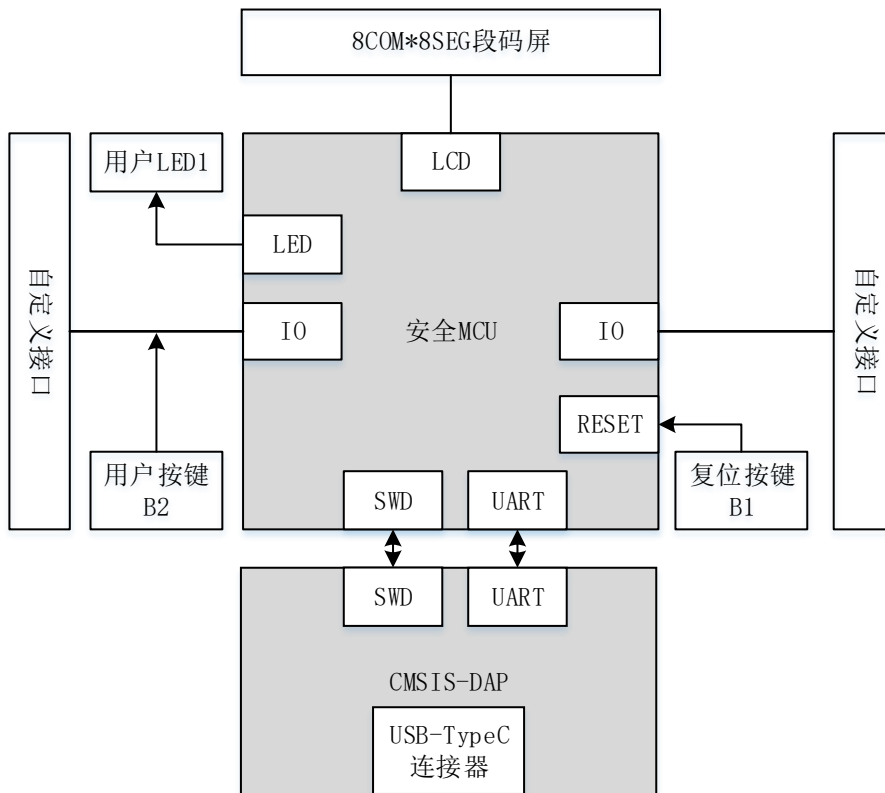 8COM*8SEG段码屏
用户LED1
LCD
LED
自定义接口
IO
安全MCU
IO
自定义接口
RESET
用户按键
B2
复位按键
B1
SWD
UART
SWD
UART
CMSIS-DAP
USB-TypeC
连接器